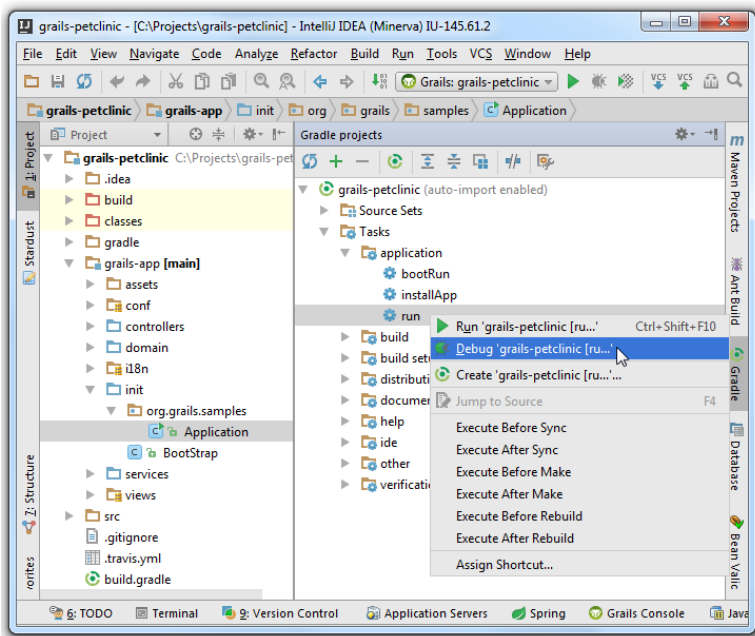 grails-petclinic - [C:\Projects\grails-petclinic] - IntelliJ IDEA (Minerva) IU-145.61.2
File Edit View Navigate Code Analyze Refactor Build Run Tools VCS Window Help
Grails: grails-petclinic
VCS VCS
grails-petclinic grails-app init org grails samples Application
1: Project
Stardust
7: Structure
Project
grails-petclinic C:\Projects\grails-pet
.idea
build
classes
gradle
grails-app [main]
assets
conf
controllers
domain
i18n
init
org.grails.samples
Application
BootStrap
services
views
src
.gitignore
.travis.yml
build.gradle
Gradle projects
grails-petclinic (auto-import enabled)
Source Sets
Tasks
application
bootRun
installApp
run
build
build set
distributi
documer
help
ide
other
verificati
Run 'grails-petclinic [ru...' Ctrl+Shift+F10
Debug 'grails-petclinic [ru...'
Create 'grails-petclinic [ru...'...
Jump to Source F4
Execute Before Sync
Execute After Sync
Execute Before Make
Execute After Make
Execute Before Rebuild
Execute After Rebuild
Assign Shortcut...
m
Maven Projects
Ant Build
Gradle
Database
Bean Valic
6: TODO Terminal 9: Version Control Application Servers Spring Grails Console Java